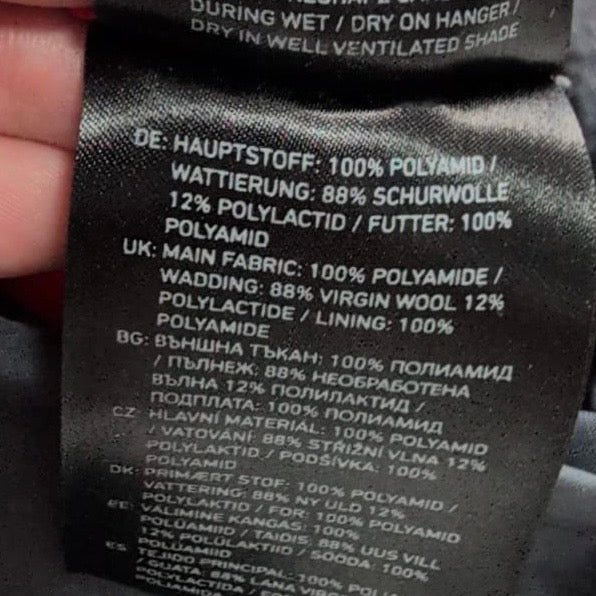 DURING WET / DRY ON HANGER /
DRY IN WELL VENTILATED SHADE
DE: HAUPTSTOFF: 100% POLYAMID /
WATTIERUNG: 88% SCHURWOLLE
12% POLYLACTID / FUTTER: 100%
POLYAMID
UK: MAIN FABRIC: 100% POLYAMIDE /
WADDING: 88% VIRGIN WOOL 12%
POLYLACTIDE / LINING: 100%
POLYAMIDE
BG: ВЪНШНА ТЪКАН: 100% ПОЛИАМИД
/ ПЪЛНЕЖ: 88% НЕОБРАБОТЕНА
ВЪЛНА 12% ПОЛИЛАКТИД /
ПОДПЛАТА: 100% ПОЛИАМИД
CZ: HLAVNÍ MATERIÁL: 100% POLYAMID
/ VATOVÁNÍ: 88% STŘIŽNÍ VLNA 12%
POLYLAKTID / PODŠÍVKA: 100%
POLYAMID
DK: PRIMÆRT STOF: 100% POLYAMID /
VATTERING: 88% NY ULD 12%
POLYLAKTID / FOR: 100% POLYAMID
EE: VÄLIMINE KANGAS: 100%
POLÜAMIID / TÄIDIS: 88% UUS VILL
12% POLÜLAKTIID / SOODA: 100%
POLÜAMIID
ES: TEJIDO PRINCIPAL: 100%
/ GUATA: 88% LANA
POLYLACTIDA /